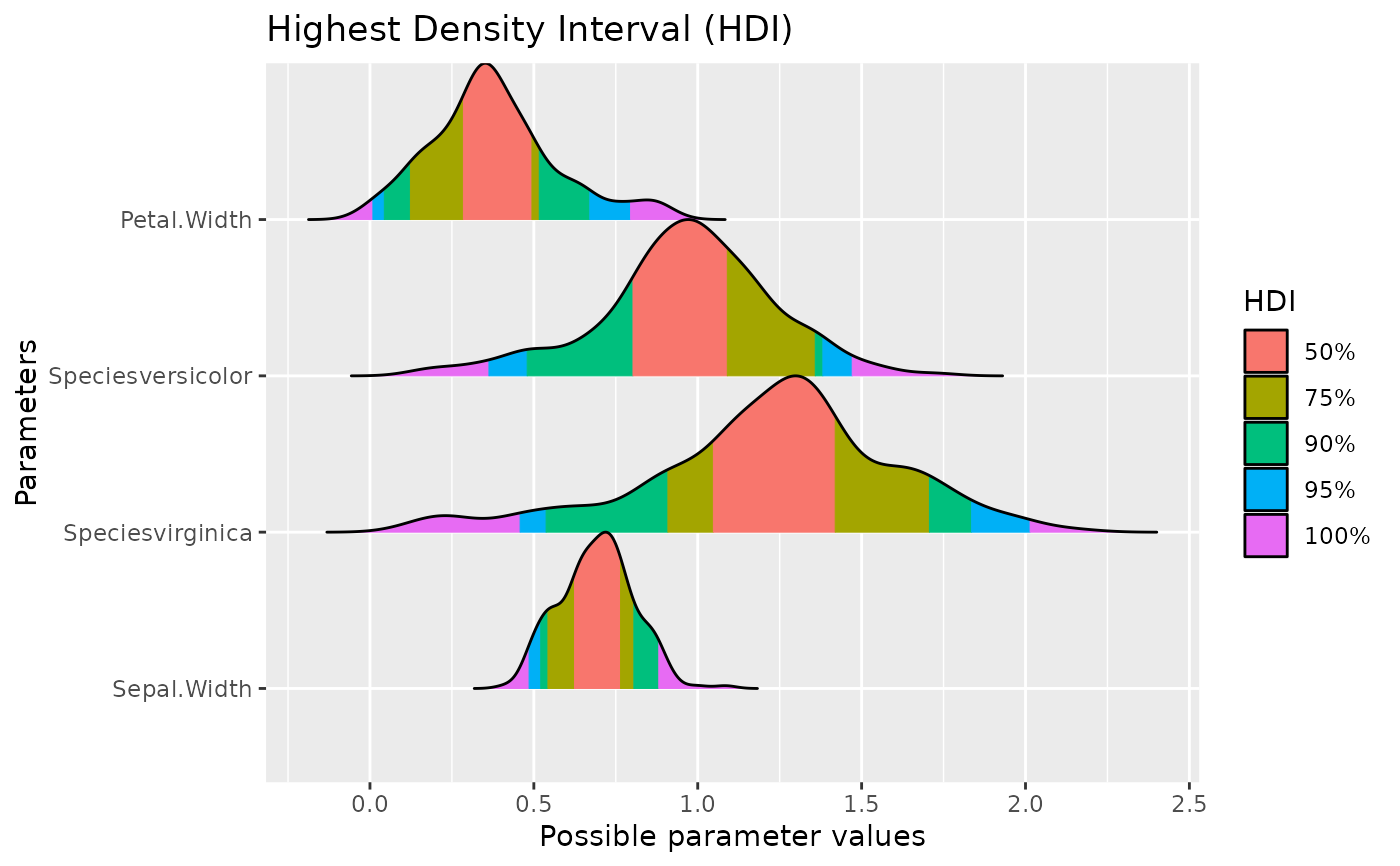 Highest Density Interval (HDI)
Parameters
Petal.Width
Speciesversicolor
Speciesvirginica
Sepal.Width
0.0 0.5 1.0 1.5 2.0 2.5
Possible parameter values
HDI
50%
75%
90%
95%
100%